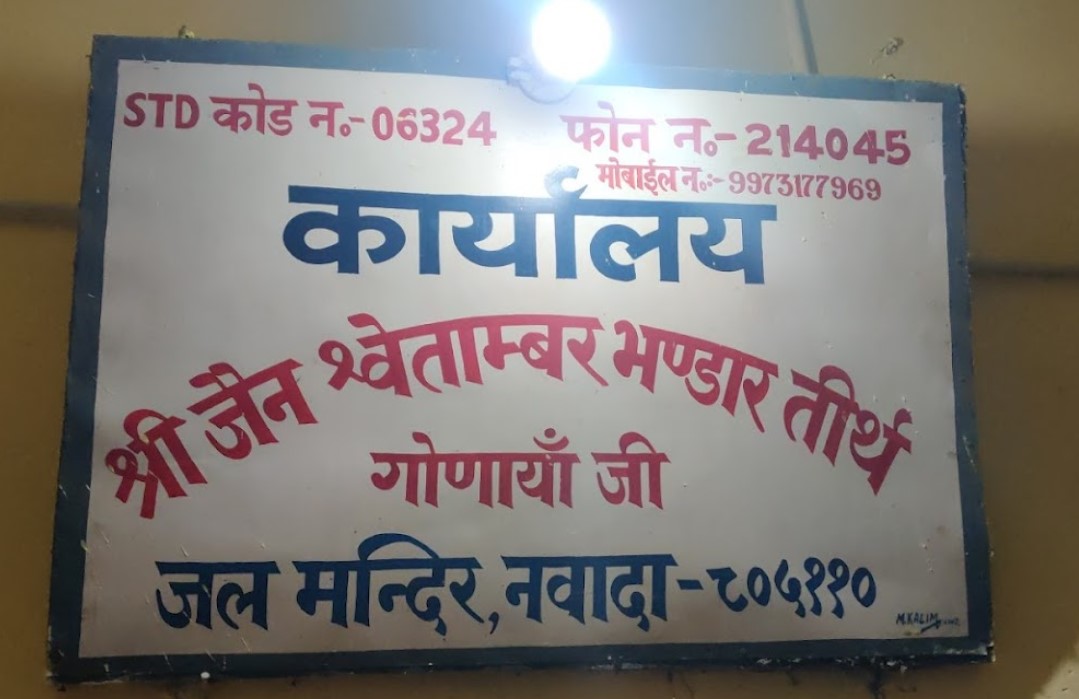 STD कोड न॰-06324 फोन न॰-214045
मोबाईल न॰:-9973177969
कार्यालय
श्री जैन श्वेताम्बर भण्डार तीर्थ
गोणायाँ जी
जल मन्दिर, नवादा-८०५११०
M.KALIM